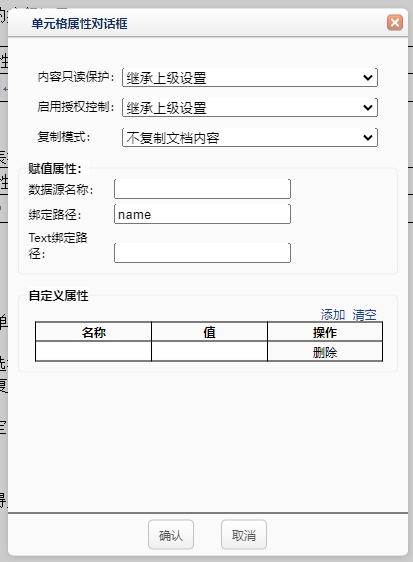 单元格属性对话框
内容只读保护：继承上级设置
启用授权控制：继承上级设置
复制模式：不复制文档内容
赋值属性：
数据源名称：
绑定路径：name
Text绑定路
径：
自定义属性
添加 清空
名称 值 操作
删除
确认 取消